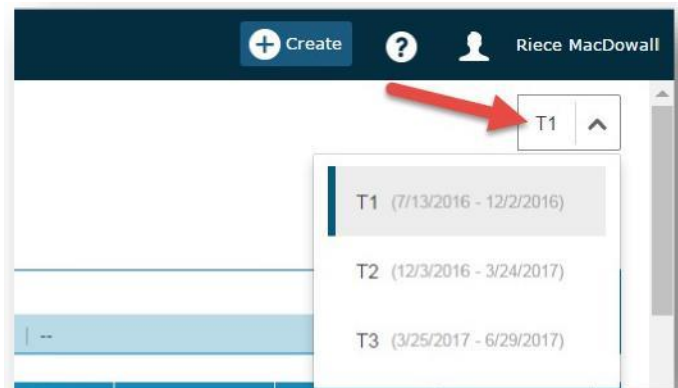 Create ? Riece MacDowall
T1
T1 (7/13/2016 - 12/2/2016)
T2 (12/3/2016 - 3/24/2017)
T3 (3/25/2017 - 6/29/2017)
| --